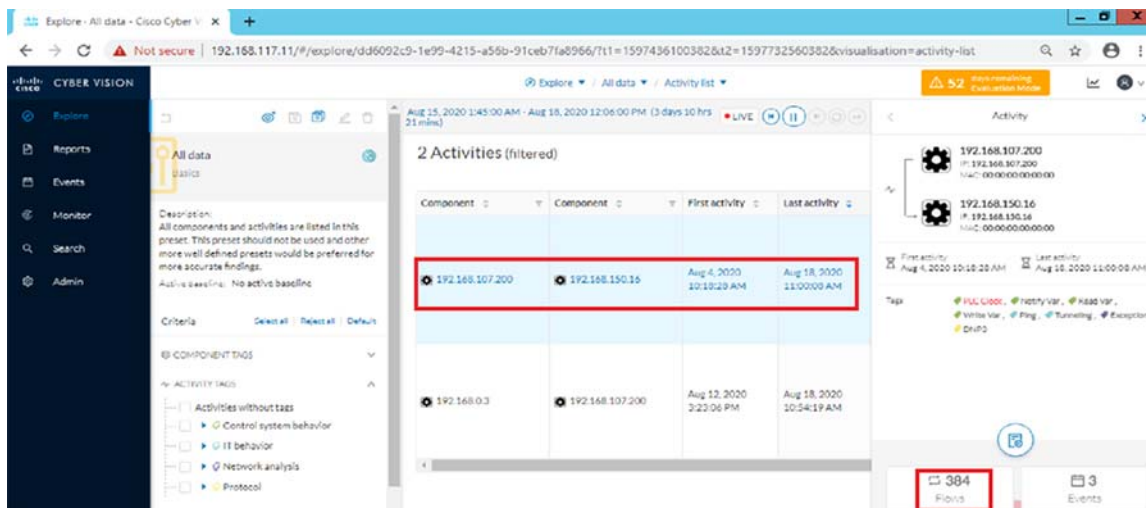 Explore - All data - Cisco Cyber V
Not secure | 192.168.117.11/#/explore/dd6092c9-1e99-4215-a56b-91ceb7fa8966/?t1=1597436100382&t2=1597732560382&visualisation=activity-list
CYBER VISION
Explore / All data / Activity list
52 days remaining
Evaluation Mode
Explore
Reports
Events
Monitor
Search
Admin
All data
Basics
Description:
All components and activities are listed in this
preset. This preset should not be used and other
more well defined presets would be preferred for
more accurate findings.
Active baseline: No active baseline
Criteria Select all Reject all Default
COMPONENT TAGS
ACTIVITY TAGS
Activities without tags
Control system behavior
IT behavior
Network analysis
Protocol
Aug 15, 2020 1:45:00 AM - Aug 18, 2020 12:06:00 PM (3 days 10 hrs
21 mins)
LIVE
2 Activities (filtered)
Component Component First activity Last activity
192.168.107.200 192.168.150.16 Aug 4, 2020
10:18:28 AM Aug 18, 2020
11:00:08 AM
192.168.0.3 192.168.107.200 Aug 12, 2020
3:23:06 PM Aug 18, 2020
10:54:19 AM
Activity
192.168.107.200
IP: 192.168.107.200
MAC: 00:00:00:00:00:00
192.168.150.16
IP: 192.168.150.16
MAC: 00:00:00:00:00:00
First activity
Aug 4, 2020 10:18:28 AM
Last activity
Aug 18, 2020 11:00:08 AM
Tags
Notify Var, Read Var,
Write Var, Ping, Tunneling, Exception
DNP3
384
Flows
3
Events